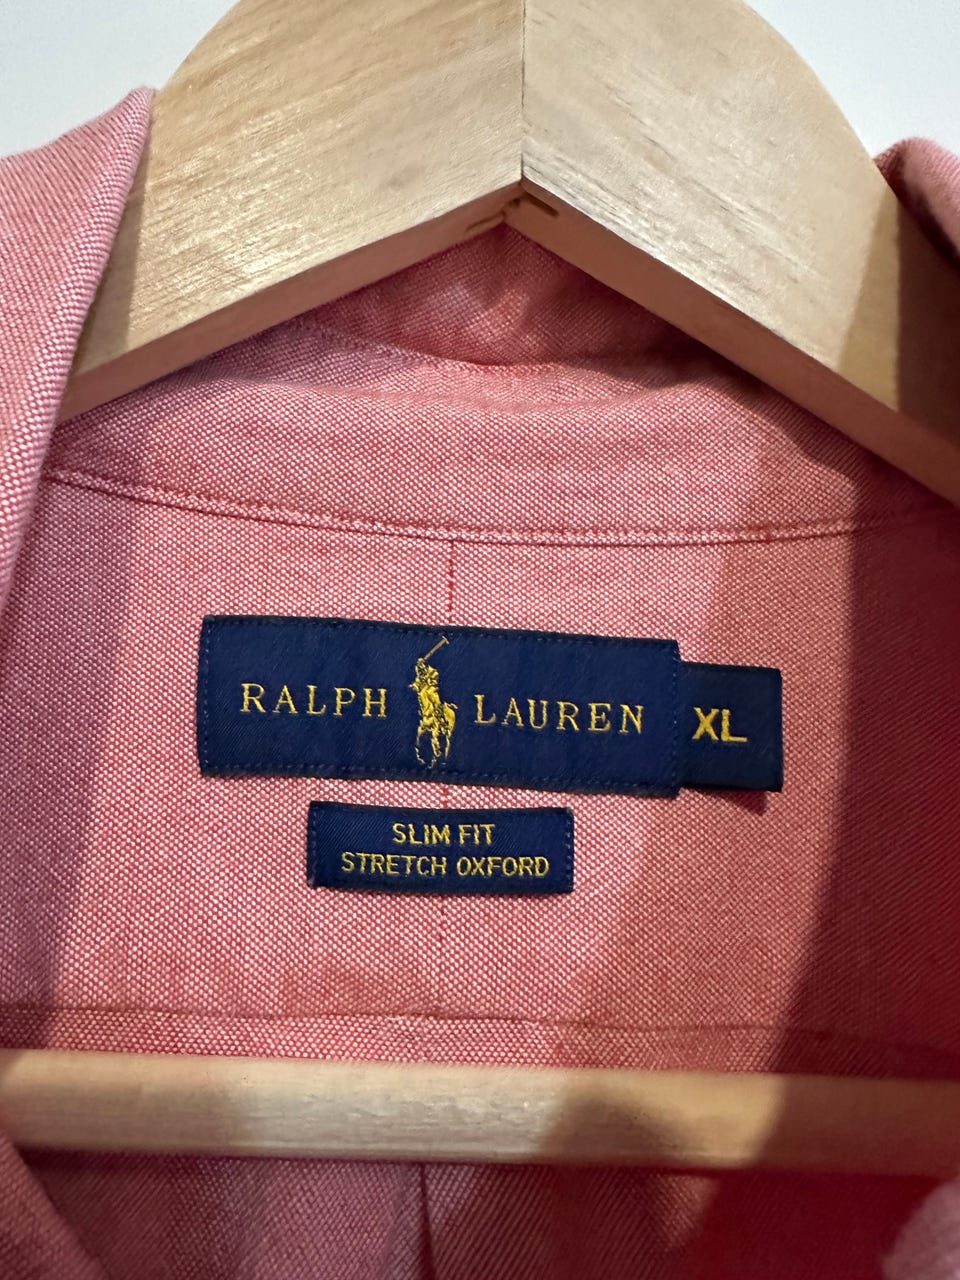 RALPH LAUREN XL
SLIM FIT
STRETCH OXFORD